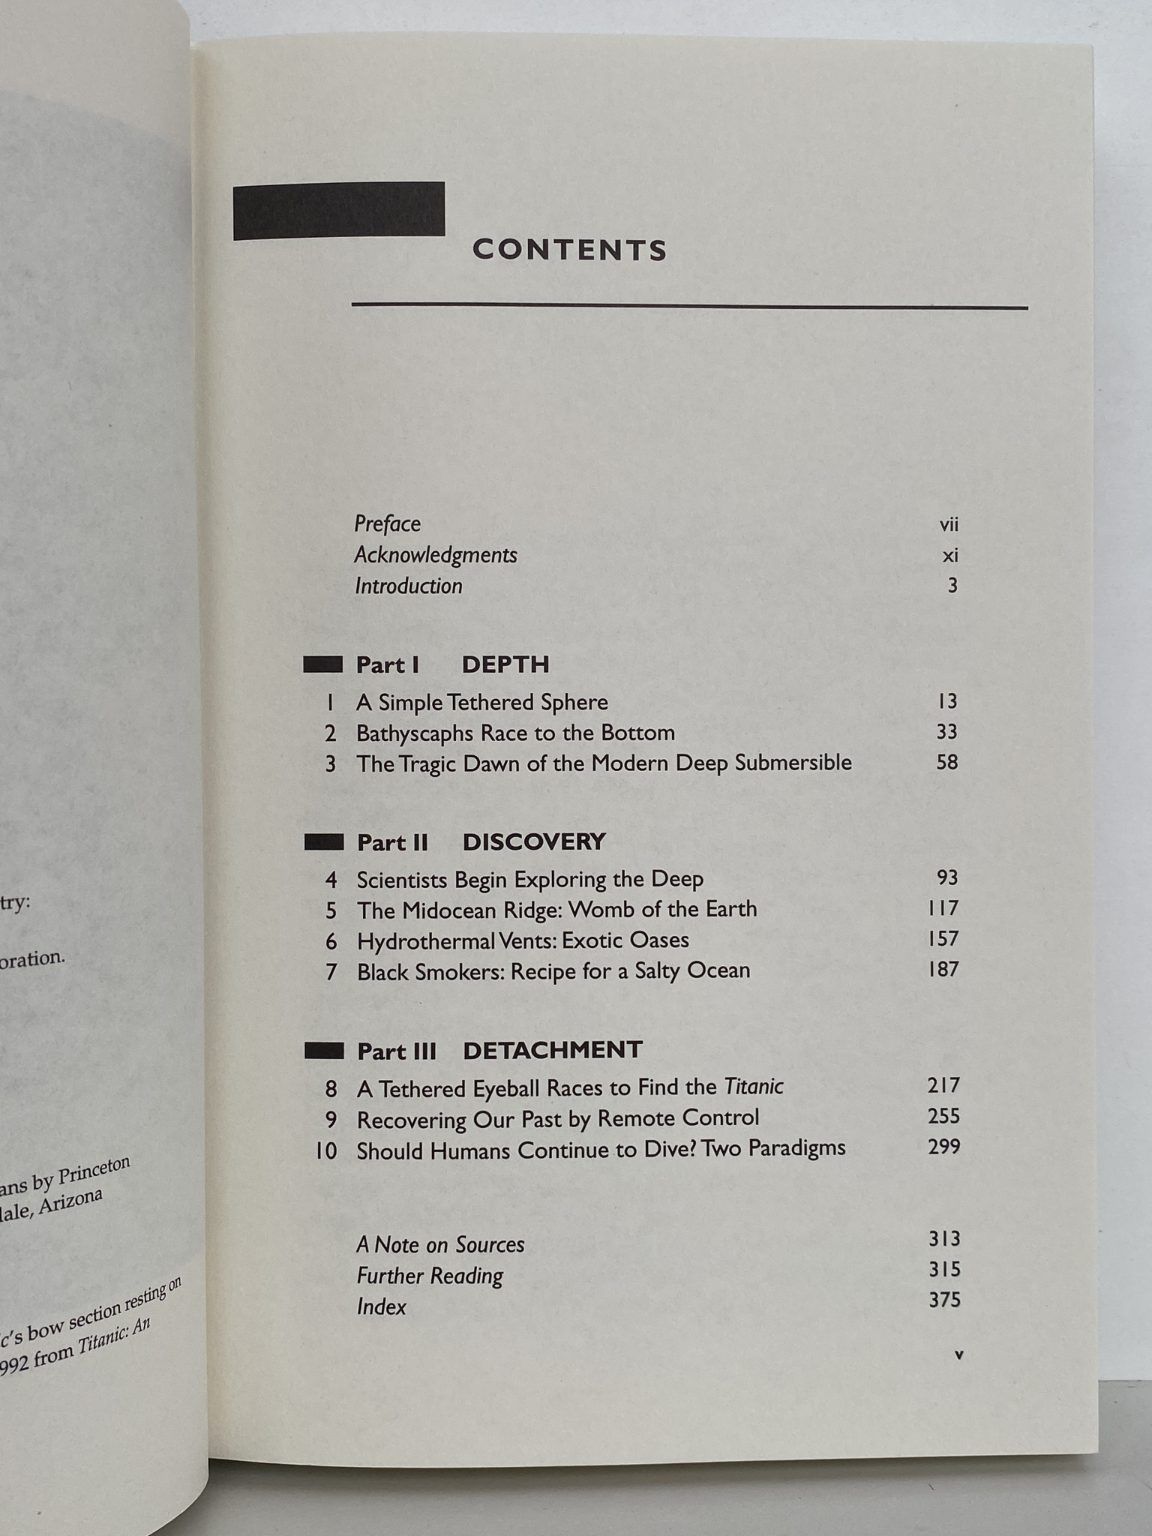 try:
oration.
ans by Princeton
dale, Arizona
c's bow section resting on
992 from Titanic: An
CONTENTS
Preface vii
Acknowledgments xi
Introduction 3
Part I DEPTH
1 A Simple Tethered Sphere 13
2 Bathyscaphs Race to the Bottom 33
3 The Tragic Dawn of the Modern Deep Submersible 58
Part II DISCOVERY
4 Scientists Begin Exploring the Deep 93
5 The Midocean Ridge: Womb of the Earth 117
6 Hydrothermal Vents: Exotic Oases 157
7 Black Smokers: Recipe for a Salty Ocean 187
Part III DETACHMENT
8 A Tethered Eyeball Races to Find the Titanic 217
9 Recovering Our Past by Remote Control 255
10 Should Humans Continue to Dive? Two Paradigms 299
A Note on Sources 313
Further Reading 315
Index 375
v